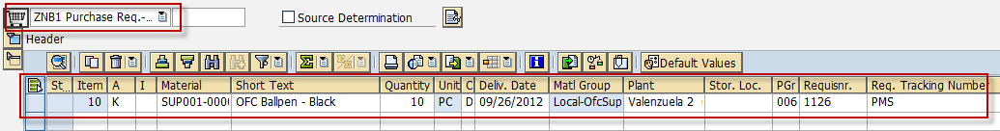 ZNB1 Purchase Req.-... Source Determination
Header
Default Values
St... Item A I Material Short Text Quantity Unit C Deliv. Date Matl Group Plant Stor. Loc. PGr Requisnr. Req. Tracking Number
10 K SUP001-0000 OFC Ballpen - Black 10 PC D 09/26/2012 Local-OfcSup Valenzuela 2 006 1126 PMS